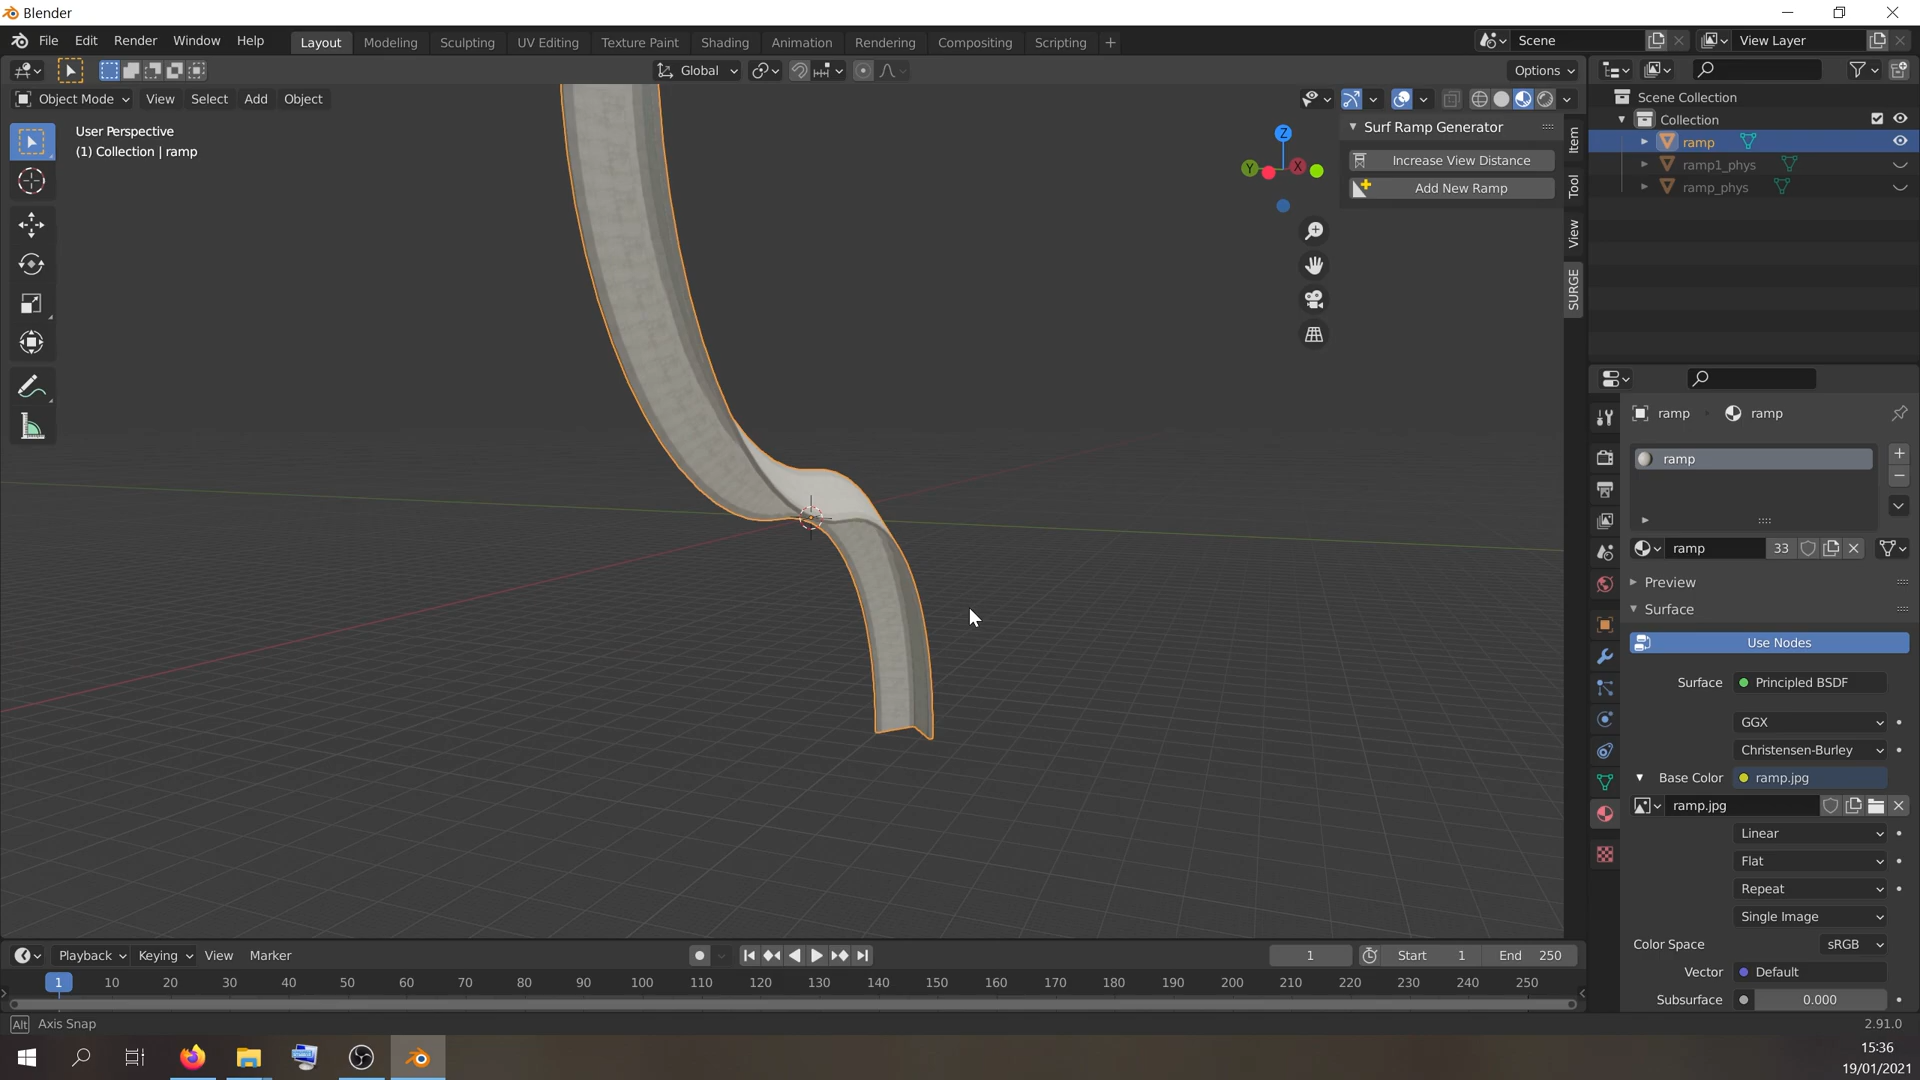 Blender
File Edit Render Window Help
Layout Modeling Sculpting UV Editing Texture Paint Shading Animation Rendering Compositing Scripting
Scene
View Layer
Global
Options
Object Mode View Select Add Object
User Perspective
(1) Collection | ramp
Surf Ramp Generator
Increase View Distance
Add New Ramp
Z
Y
X
Item
Tool
View
SURGE
Scene Collection
Collection
ramp
ramp1_phys
ramp_phys
ramp ramp
ramp
ramp 33
Preview
Surface
Use Nodes
Surface Principled BSDF
GGX
Christensen-Burley
Base Color ramp.jpg
ramp.jpg
Linear
Flat
Repeat
Single Image
Color Space sRGB
Vector Default
Subsurface 0.000
Playback Keying View Marker
1 Start 1 End 250
1 10 20 30 40 50 60 70 80 90 100 110 120 130 140 150 160 170 180 190 200 210 220 230 240 250
Alt Axis Snap
2.91.0
15:36
19/01/2021